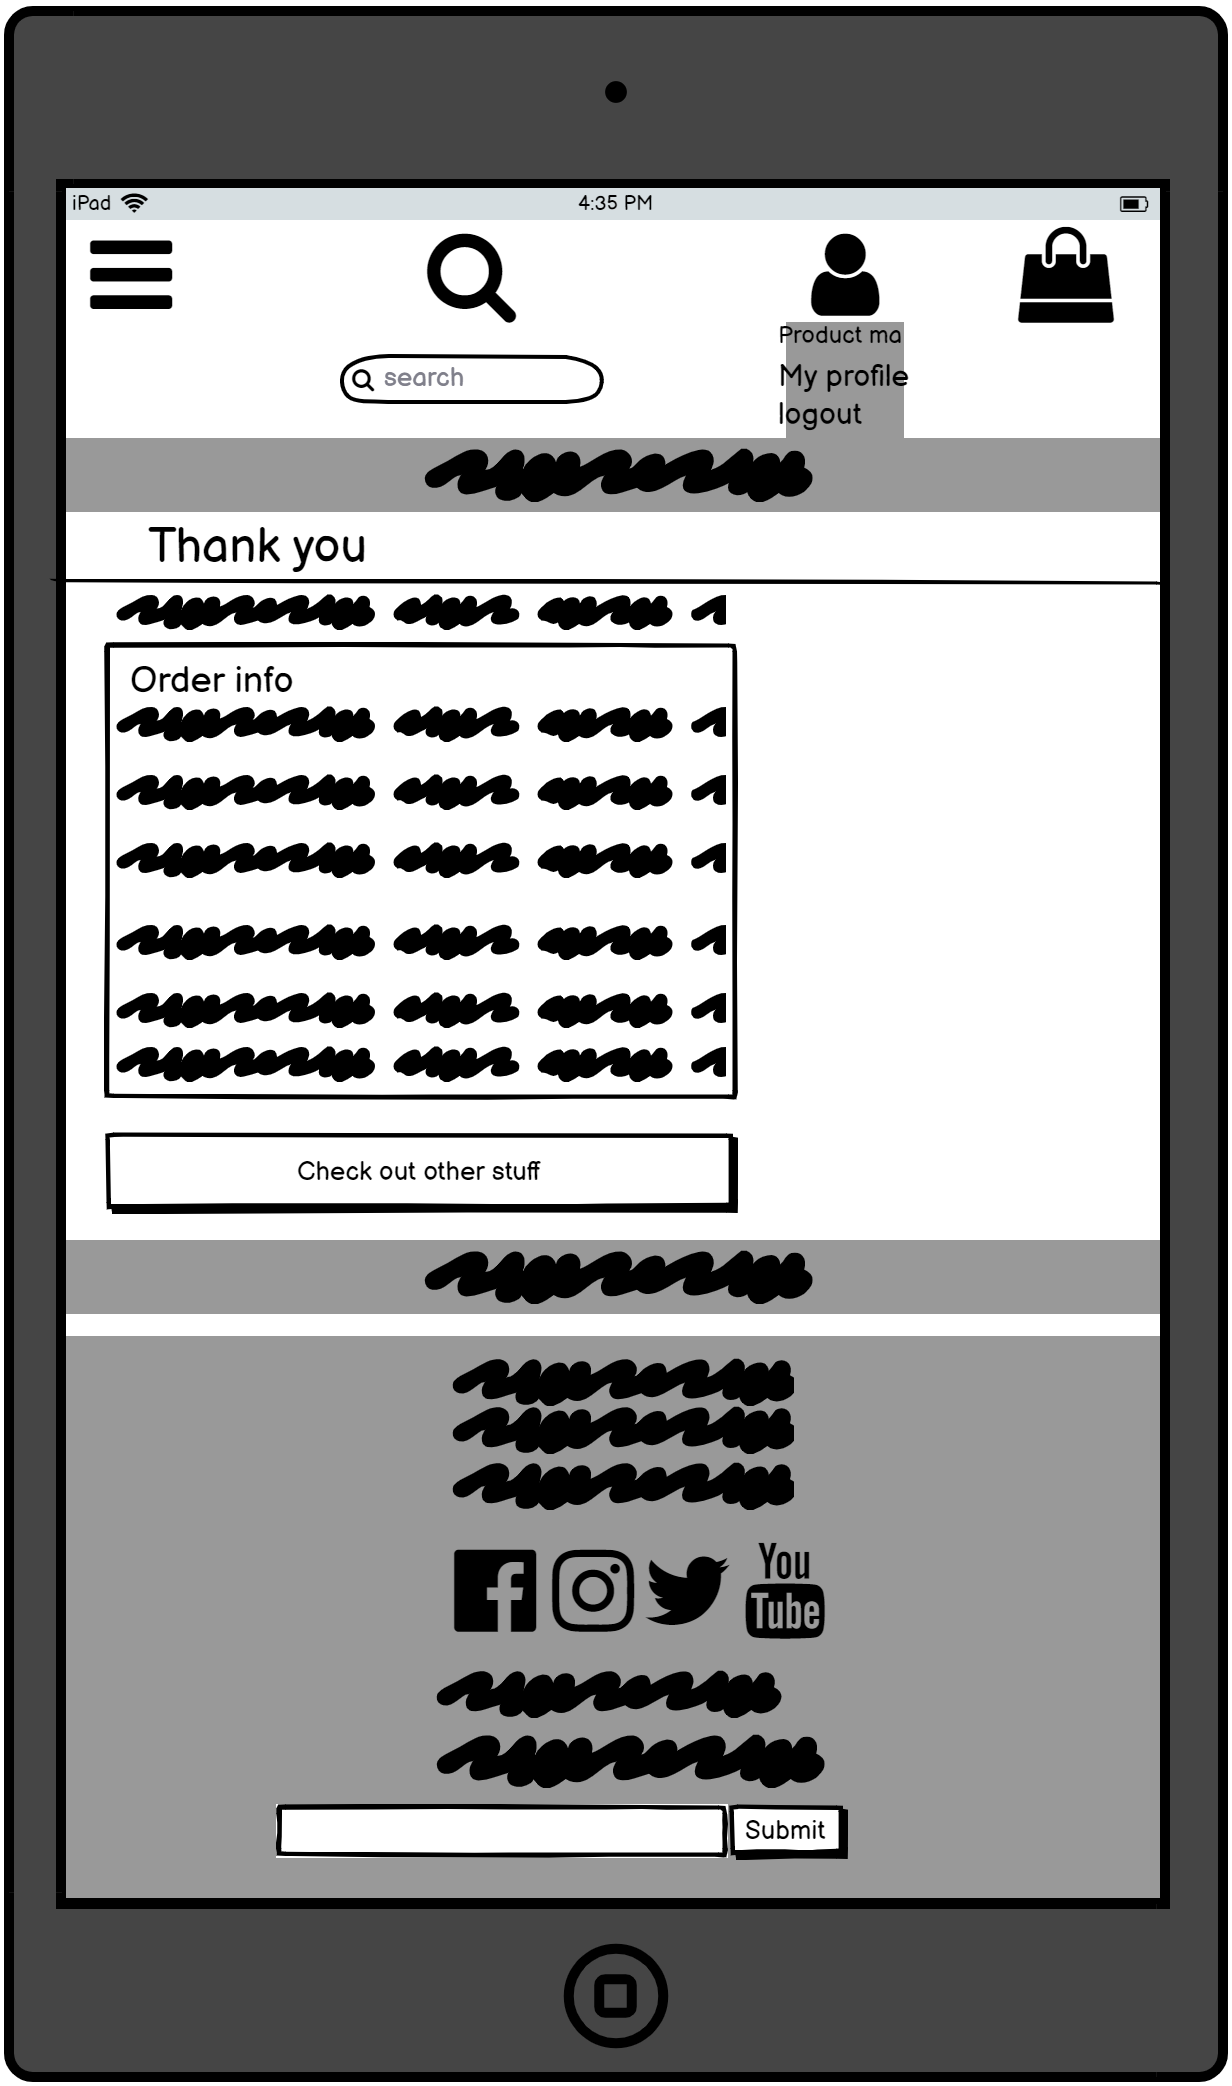 iPad 4:35 PM
Product ma
search
My profile
logout
Thank you
Order info
Check out other stuff
You
Tube
Submit